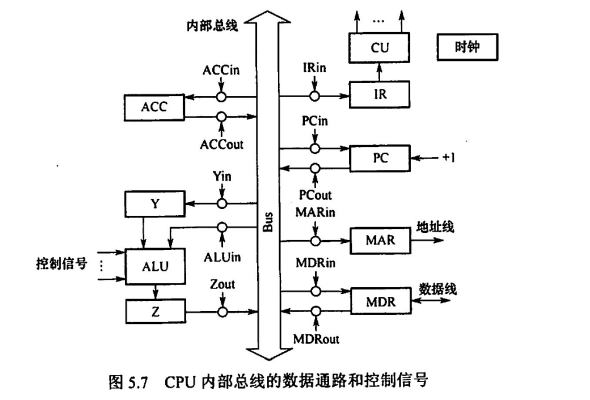 内部总线
...
CU
时钟
ACCin
IRin
ACC
IR
ACCout
PCin
PC
+1
PCout
Yin
Y
MARin
Bus
地址线
MAR
ALUin
控制信号
⋮
ALU
MDRin
数据线
Zout
Z
MDR
MDRout
图 5.7 CPU 内部总线的数据通路和控制信号